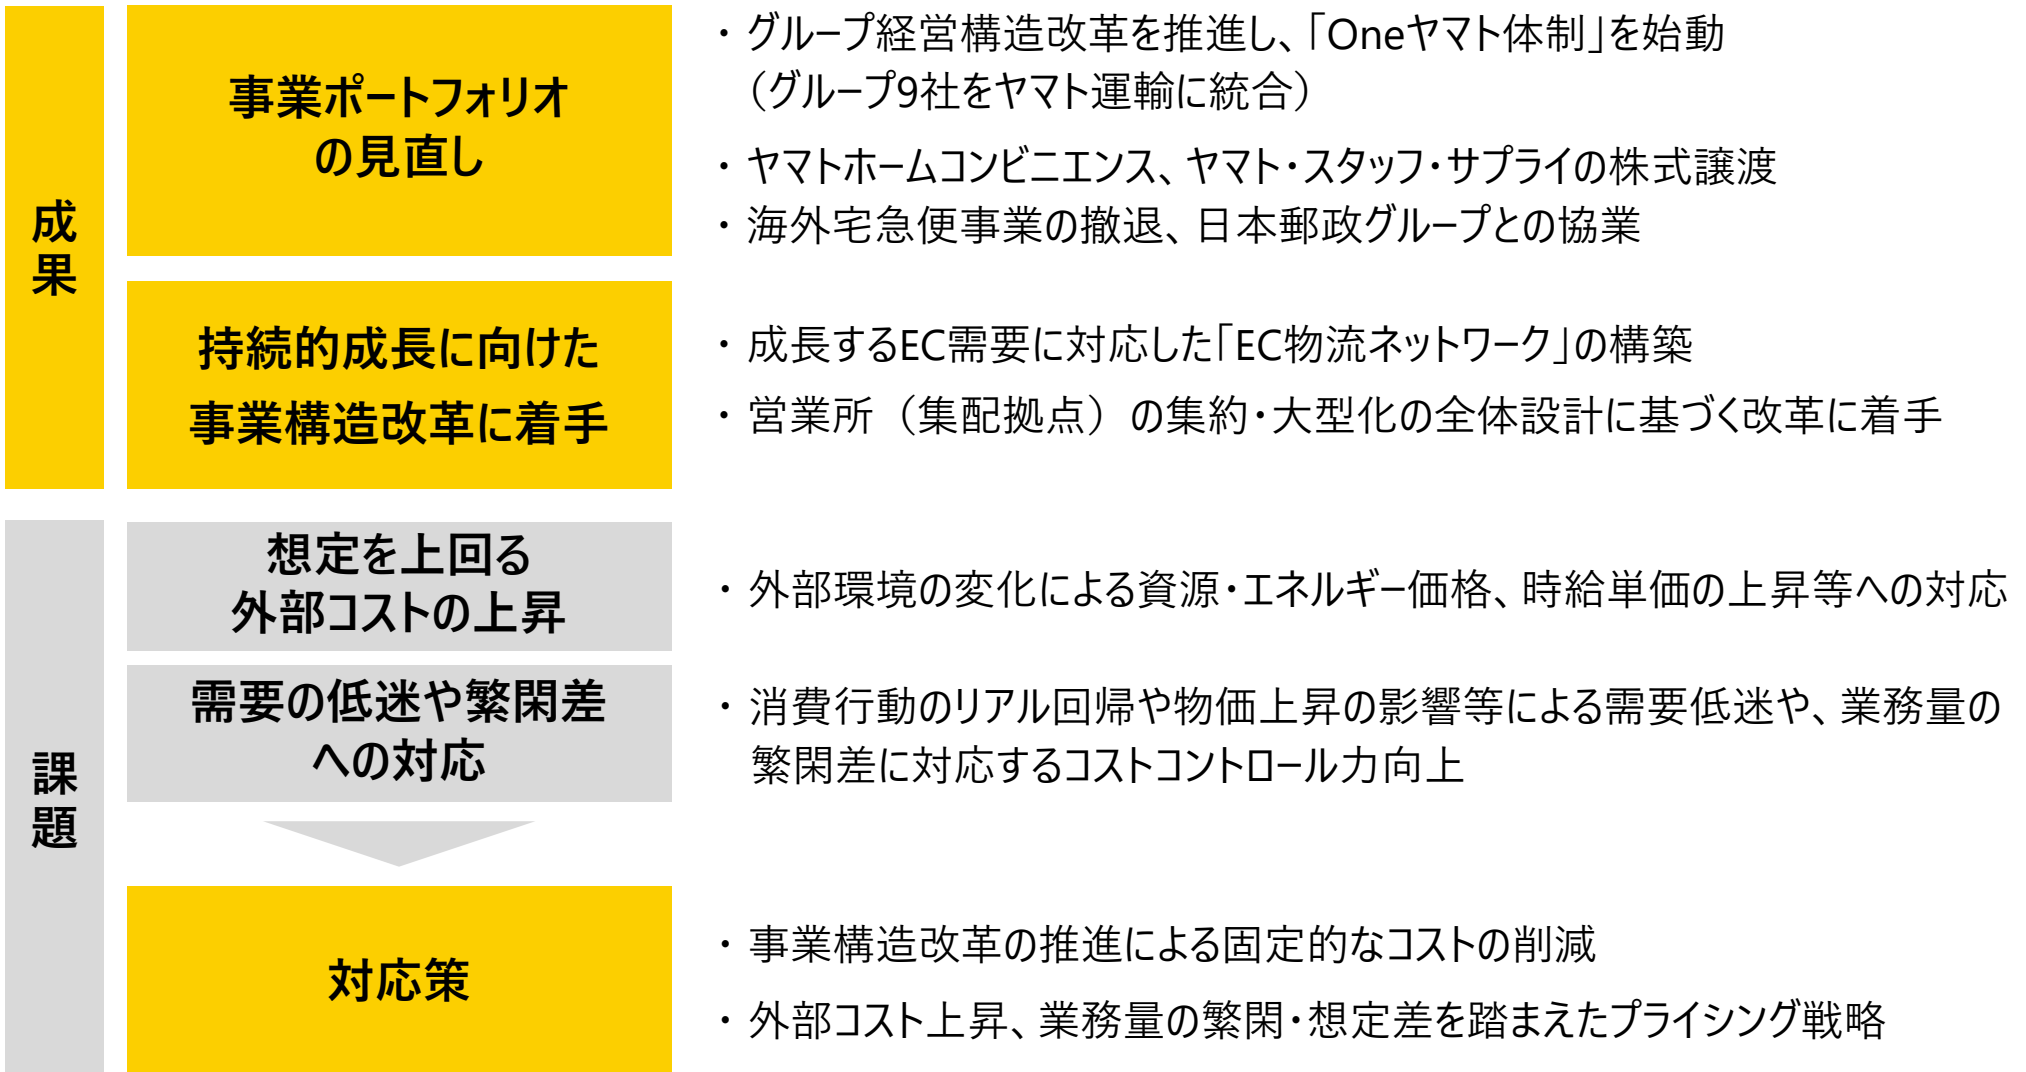 成果
事業ポートフォリオ
の見直し
・グループ経営構造改革を推進し、「Oneヤマト体制」を始動
（グループ9社をヤマト運輸に統合）
・ヤマトホームコンビニエンス、ヤマト・スタッフ・サプライの株式譲渡
・海外宅急便事業の撤退、日本郵政グループとの協業
持続的成長に向けた
事業構造改革に着手
・成長するEC需要に対応した「EC物流ネットワーク」の構築
・営業所（集配拠点）の集約・大型化の全体設計に基づく改革に着手
課題
想定を上回る
外部コストの上昇
・外部環境の変化による資源・エネルギー価格、時給単価の上昇等への対応
需要の低迷や繁閑差
への対応
・消費行動のリアル回帰や物価上昇の影響等による需要低迷や、業務量の
繁閑差に対応するコストコントロール力向上
対応策
・事業構造改革の推進による固定的なコストの削減
・外部コスト上昇、業務量の繁閑・想定差を踏まえたプライシング戦略